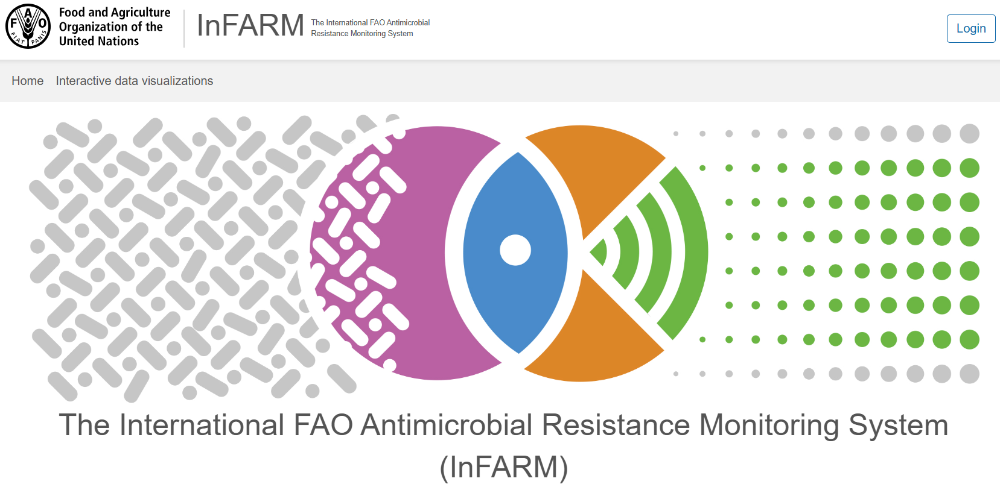 FAO
FIAT PANIS
Food and Agriculture
Organization of the
United Nations
InFARM
The International FAO Antimicrobial
Resistance Monitoring System
Login
Home
Interactive data visualizations
The International FAO Antimicrobial Resistance Monitoring System
(InFARM)